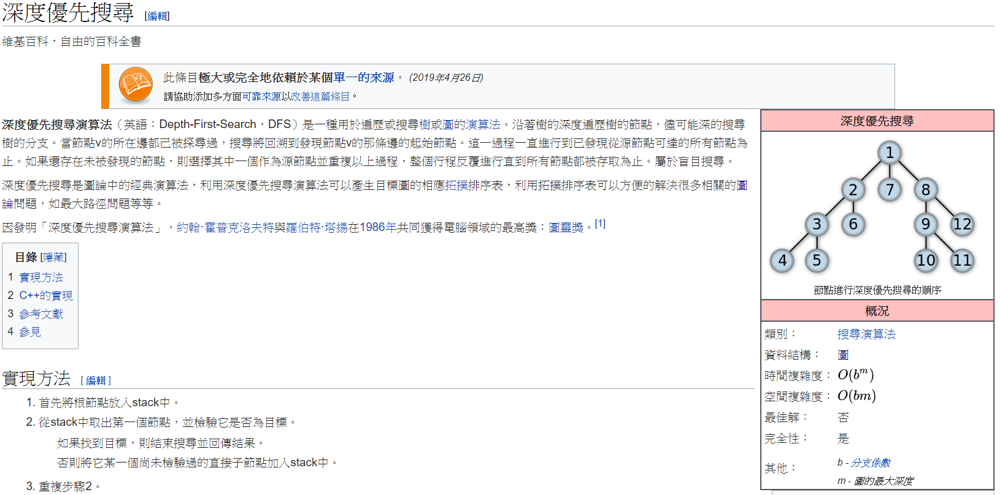 深度優先搜尋 [編輯]
維基百科，自由的百科全書
此條目極大或完全地依賴於某個單一的來源。 (2019年4月26日)
請協助添加多方面可靠來源以改善這篇條目。
深度優先搜尋演算法（英語：Depth-First-Search，DFS）是一種用於遍歷或搜尋樹或圖的演算法。沿著樹的深度遍歷樹的節點，儘可能深的搜尋
樹的分支。當節點v的所在邊都己被探尋過，搜尋將回溯到發現節點v的那條邊的起始節點。這一過程一直進行到已發現從源節點可達的所有節點為
止。如果還存在未被發現的節點，則選擇其中一個作為源節點並重複以上過程，整個行程反覆進行直到所有節點都被存取為止。屬於盲目搜尋。
深度優先搜尋是圖論中的經典演算法，利用深度優先搜尋演算法可以產生目標圖的相應拓撲排序表，利用拓撲排序表可以方便的解決很多相關的圖
論問題，如最大路徑問題等等。
因發明「深度優先搜尋演算法」，約翰·霍普克洛夫特與羅伯特·塔揚在1986年共同獲得電腦領域的最高獎：圖靈獎。[1]
目錄 [隱藏]
1 實現方法
2 C++的實現
3 參考文獻
4 參見
實現方法 [編輯]
1. 首先將根節點放入stack中。
2. 從stack中取出第一個節點，並檢驗它是否為目標。
如果找到目標，則結束搜尋並回傳結果。
否則將它某一個尚未檢驗過的直接子節點加入stack中。
3. 重複步驟2。
深度優先搜尋
1
2 7 8
3 6 9 12
4 5 10 11
節點進行深度優先搜尋的順序
概況
類別： 搜尋演算法
資料結構： 圖
時間複雜度： O(b^m)
空間複雜度： O(bm)
最佳解： 否
完全性： 是
其他： b - 分支係數
m - 圖的最大深度